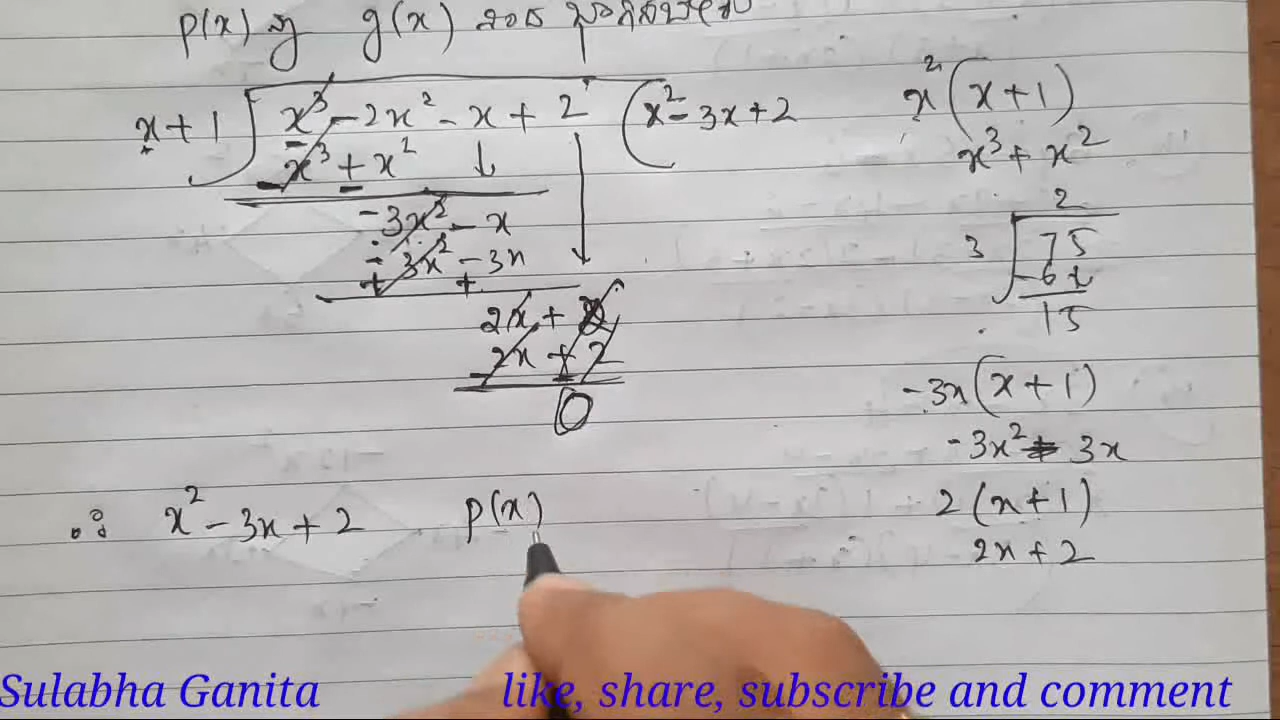 p(x) ನ್ನು g(x) ನಿಂದ
x + 1 x³ - 2x² - x + 2 ( x² - 3x + 2
x³ + x²
- -
-3x² - x
-3x² - 3x
+ +
2x + 2
2x + 2
- -
0
∴ x² - 3x + 2 p(x)
x² (x + 1)
x³ + x²
2
3 75
-6↓
15
-3x (x + 1)
-3x² - 3x
2 (x + 1)
2x + 2
Sulabha Ganita like, share, subscribe and comment